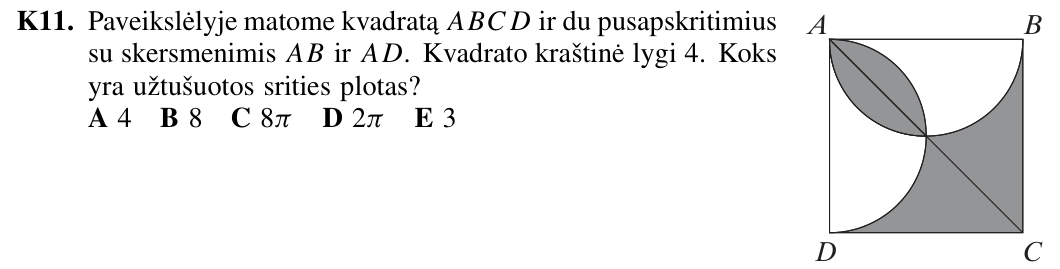 K11. Paveikslėlyje matome kvadratą ABCD ir du pusapskritimius
su skersmenimis AB ir AD. Kvadrato kraštinė lygi 4. Koks
yra užtušuotos srities plotas?
A 4 B 8 C 8π D 2π E 3
A B
D C